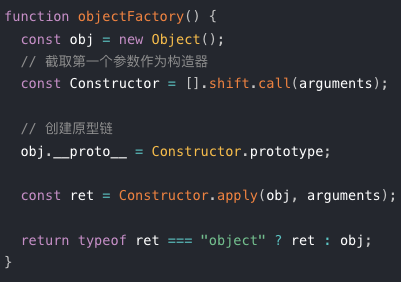 function objectFactory() {
  const obj = new Object();
  // 截取第一个参数作为构造器
  const Constructor = [].shift.call(arguments);

  // 创建原型链
  obj.__proto__ = Constructor.prototype;

  const ret = Constructor.apply(obj, arguments);

  return typeof ret === "object" ? ret : obj;
}